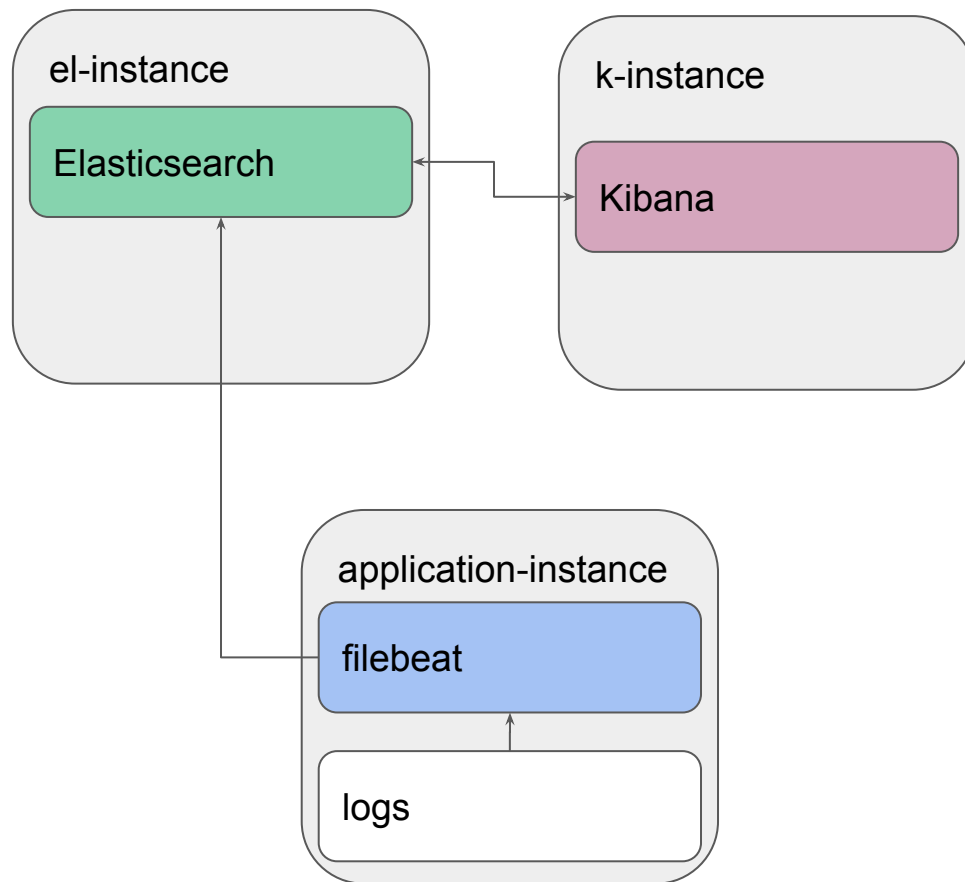 el-instance
Elasticsearch
k-instance
Kibana
application-instance
filebeat
logs